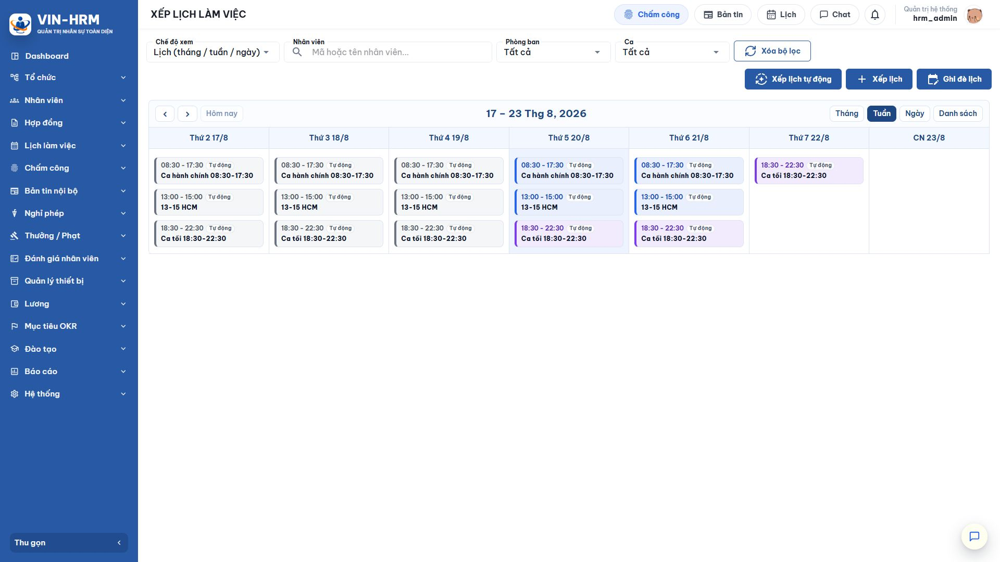 VIN-HRM
QUẢN TRỊ NHÂN SỰ TOÀN DIỆN
Dashboard
Tổ chức
Nhân viên
Hợp đồng
Lịch làm việc
Chấm công
Bản tin nội bộ
Nghỉ phép
Thưởng / Phạt
Đánh giá nhân viên
Quản lý thiết bị
Lương
Mục tiêu OKR
Đào tạo
Báo cáo
Hệ thống
Thu gọn
XẾP LỊCH LÀM VIỆC
Chấm công
Bản tin
Lịch
Chat
Quản trị hệ thống
hrm_admin
Chế độ xem
Lịch (tháng / tuần / ngày)
Nhân viên
Mã hoặc tên nhân viên...
Phòng ban
Tất cả
Ca
Tất cả
Xóa bộ lọc
Xếp lịch tự động
Xếp lịch
Ghi đè lịch
Hôm nay
17 – 23 Thg 8, 2026
Tháng
Tuần
Ngày
Danh sách
Thứ 2 17/8
Thứ 3 18/8
Thứ 4 19/8
Thứ 5 20/8
Thứ 6 21/8
Thứ 7 22/8
CN 23/8
08:30 - 17:30 Tự động
Ca hành chính 08:30-17:30
13:00 - 15:00 Tự động
13-15 HCM
18:30 - 22:30 Tự động
Ca tối 18:30-22:30
08:30 - 17:30 Tự động
Ca hành chính 08:30-17:30
13:00 - 15:00 Tự động
13-15 HCM
18:30 - 22:30 Tự động
Ca tối 18:30-22:30
08:30 - 17:30 Tự động
Ca hành chính 08:30-17:30
13:00 - 15:00 Tự động
13-15 HCM
18:30 - 22:30 Tự động
Ca tối 18:30-22:30
08:30 - 17:30 Tự động
Ca hành chính 08:30-17:30
13:00 - 15:00 Tự động
13-15 HCM
18:30 - 22:30 Tự động
Ca tối 18:30-22:30
08:30 - 17:30 Tự động
Ca hành chính 08:30-17:30
13:00 - 15:00 Tự động
13-15 HCM
18:30 - 22:30 Tự động
Ca tối 18:30-22:30
18:30 - 22:30 Tự động
Ca tối 18:30-22:30